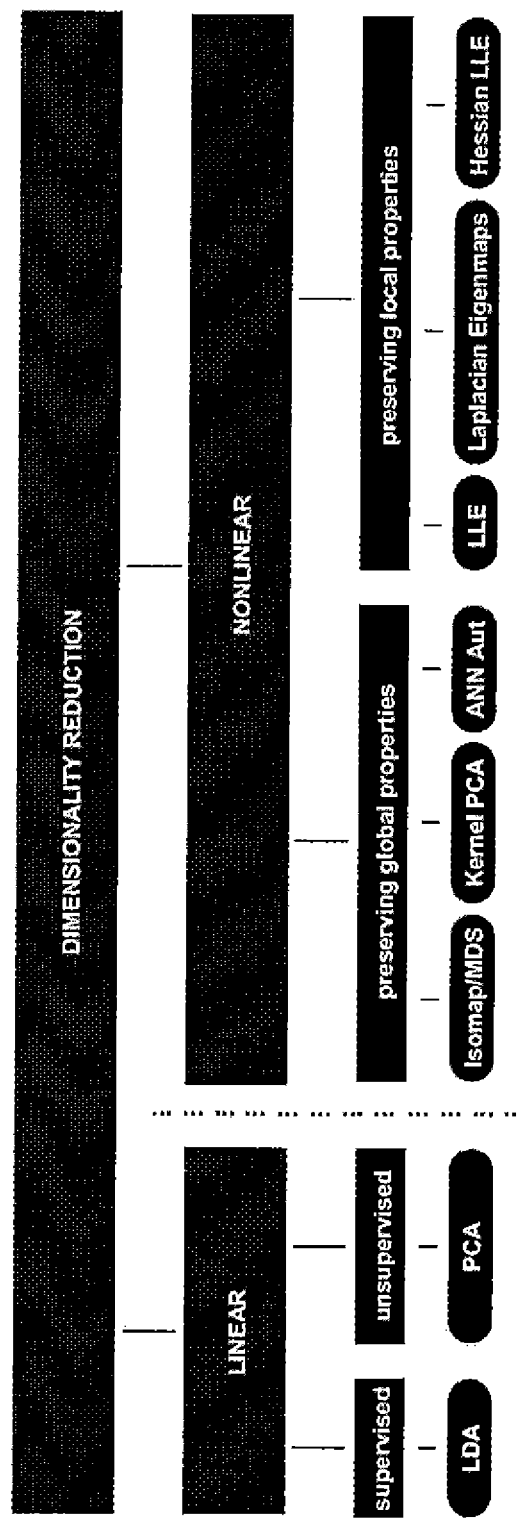 DIMENSIONALITY REDUCTION
LINEAR
NONLINEAR
supervised
unsupervised
preserving global properties
preserving local properties
LDA
PCA
Isomap/MDS
Kernel PCA
ANN Aut
LLE
Laplacian Eigenmaps
Hessian LLE